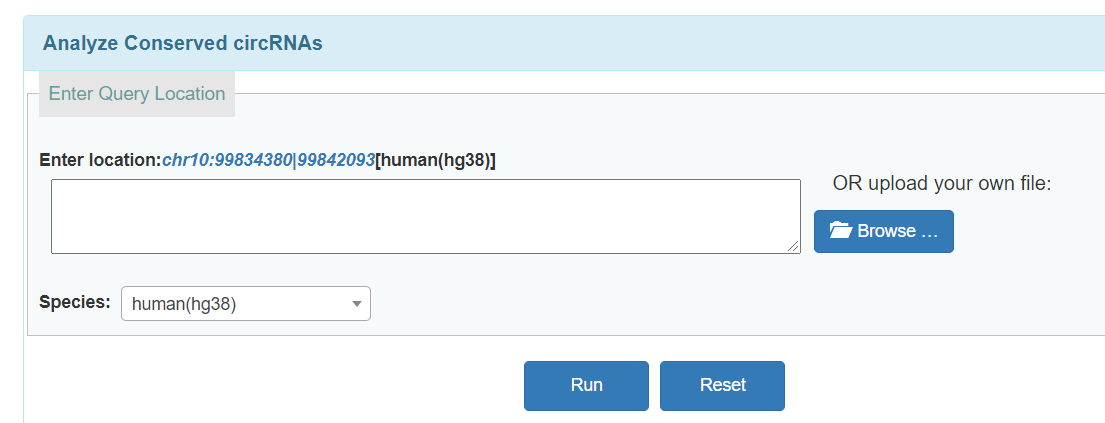 Analyze Conserved circRNAs
Enter Query Location
Enter location:chr10:99834380|99842093[human(hg38)]
OR upload your own file:
Browse …
Species: human(hg38)
Run Reset